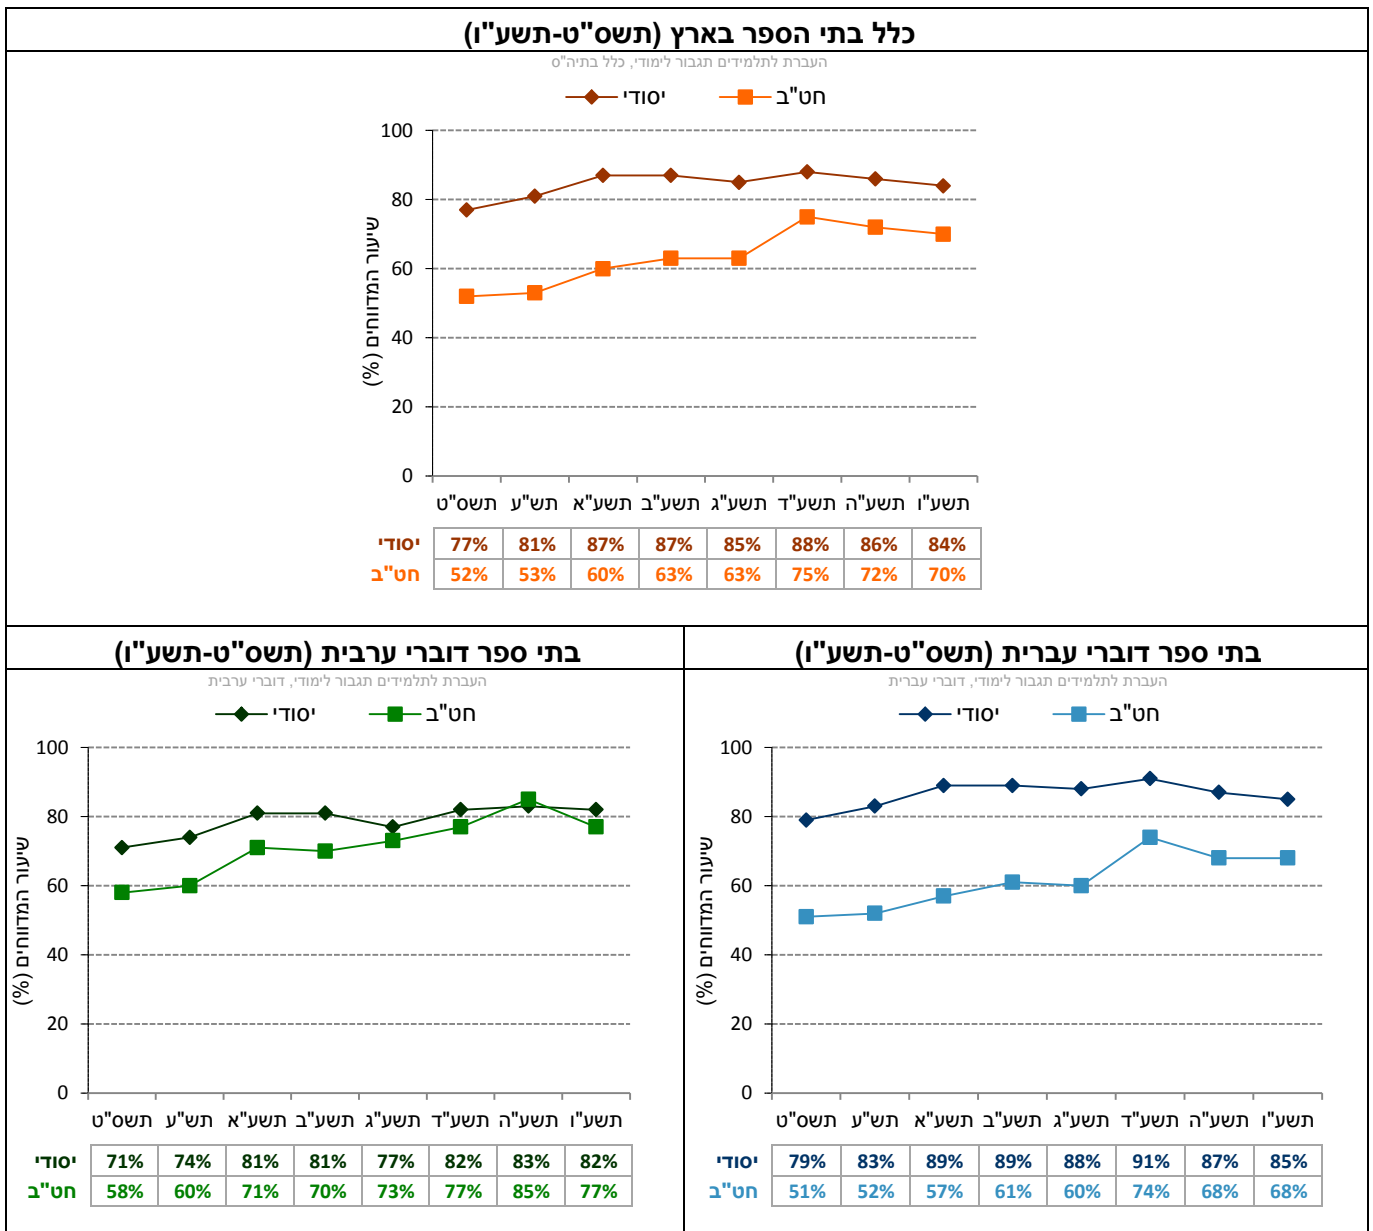 כלל בתי הספר בארץ (תשס"ט-תשע"ו)
העברת לתלמידים תגבור לימודי, כלל בתיה"ס
יסודי חט"ב
שיעור המדווחים (%)
100
80
60
40
20
0
תשס"ט תש"ע תשע"א תשע"ב תשע"ג תשע"ד תשע"ה תשע"ו
יסודי 77% 81% 87% 87% 85% 88% 86% 84%
חט"ב 52% 53% 60% 63% 63% 75% 72% 70%
בתי ספר דוברי עברית (תשס"ט-תשע"ו)
העברת לתלמידים תגבור לימודי, דוברי עברית
יסודי חט"ב
שיעור המדווחים (%)
100
80
60
40
20
0
תשס"ט תש"ע תשע"א תשע"ב תשע"ג תשע"ד תשע"ה תשע"ו
יסודי 79% 83% 89% 89% 88% 91% 87% 85%
חט"ב 51% 52% 57% 61% 60% 74% 68% 68%
בתי ספר דוברי ערבית (תשס"ט-תשע"ו)
העברת לתלמידים תגבור לימודי, דוברי ערבית
יסודי חט"ב
שיעור המדווחים (%)
100
80
60
40
20
0
תשס"ט תש"ע תשע"א תשע"ב תשע"ג תשע"ד תשע"ה תשע"ו
יסודי 71% 74% 81% 81% 77% 82% 83% 82%
חט"ב 58% 60% 71% 70% 73% 77% 85% 77%